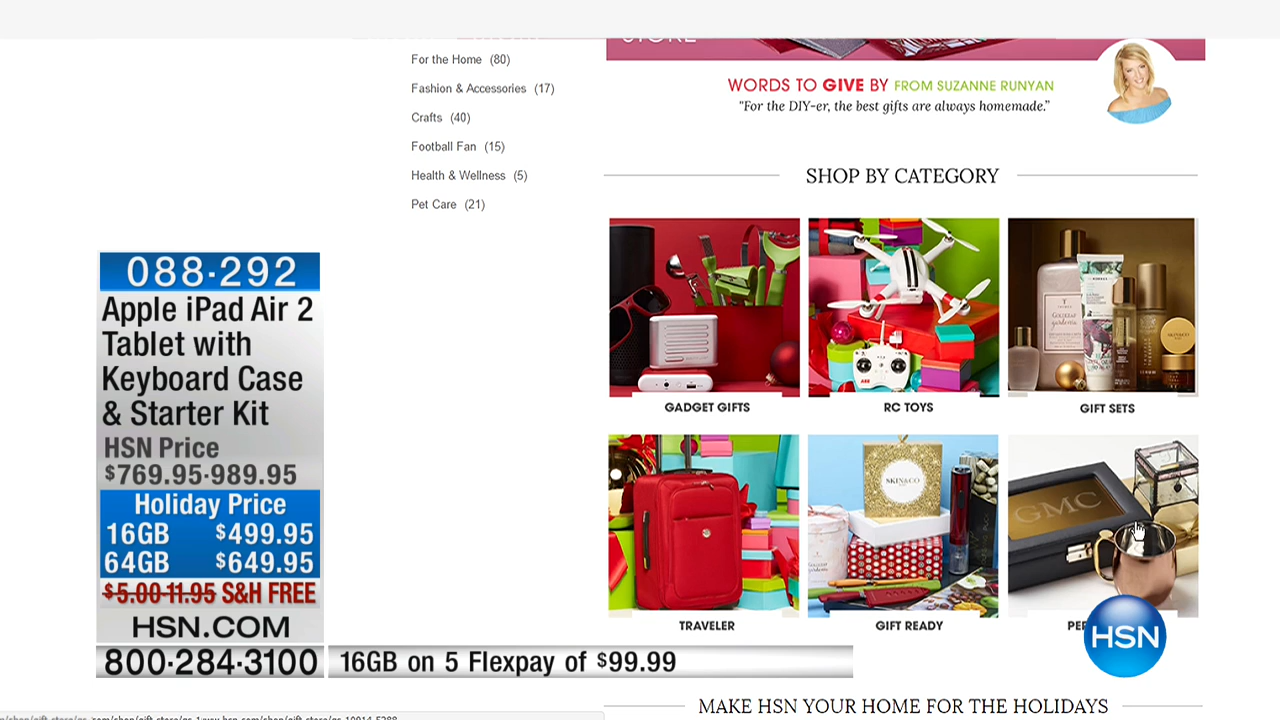 STORE
For the Home (80)
Fashion & Accessories (17)
Crafts (40)
Football Fan (15)
Health & Wellness (5)
Pet Care (21)
WORDS TO GIVE BY FROM SUZANNE RUNYAN
"For the DIY-er, the best gifts are always homemade."
SHOP BY CATEGORY
GADGET GIFTS
RC TOYS
GIFT SETS
SKIN&CO
GMC
TRAVELER
GIFT READY
PE
088-292
Apple iPad Air 2
Tablet with
Keyboard Case
& Starter Kit
HSN Price
$769.95-989.95
Holiday Price
16GB $499.95
64GB $649.95
$5.00-11.95 S&H FREE
HSN.COM
800·284·3100
16GB on 5 Flexpay of $99.99
HSN
MAKE HSN YOUR HOME FOR THE HOLIDAYS